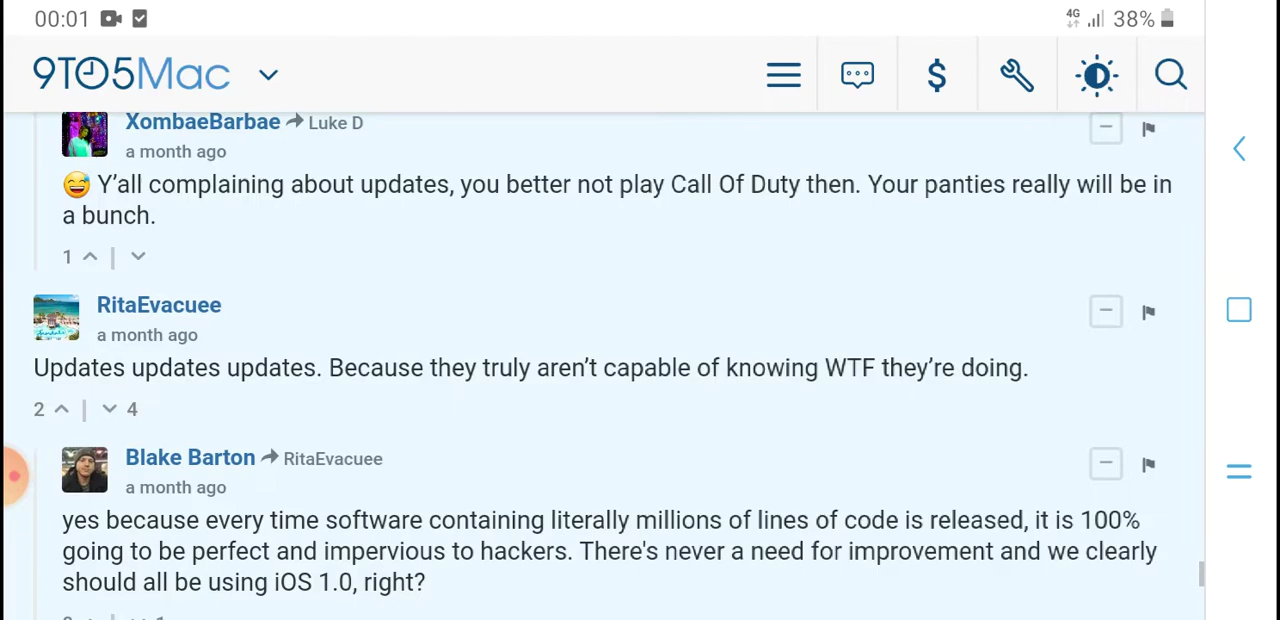 00:01
4G 38%
9TO5Mac
XombaeBarbae Luke D
a month ago
😅 Y’all complaining about updates, you better not play Call Of Duty then. Your panties really will be in
a bunch.
1
RitaEvacuee
a month ago
Updates updates updates. Because they truly aren’t capable of knowing WTF they’re doing.
2 | 4
Blake Barton RitaEvacuee
a month ago
yes because every time software containing literally millions of lines of code is released, it is 100%
going to be perfect and impervious to hackers. There's never a need for improvement and we clearly
should all be using iOS 1.0, right?